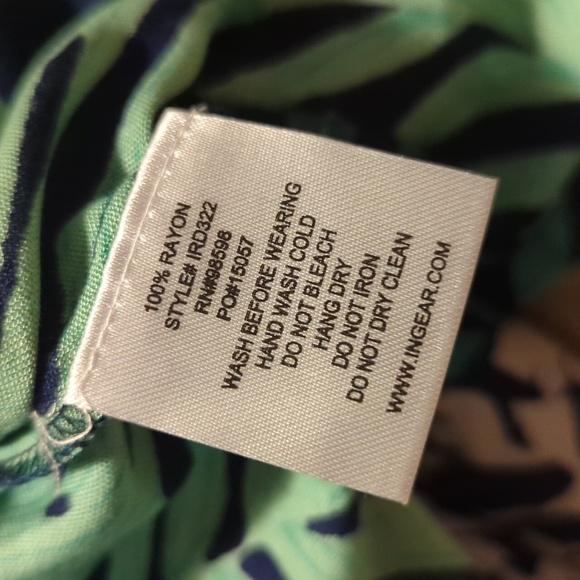 100% RAYON
STYLE# IRD322
RN#98598
PO#15057
WASH BEFORE WEARING
HAND WASH COLD
DO NOT BLEACH
HANG DRY
DO NOT IRON
DO NOT DRY CLEAN
WWW.INGEAR.COM